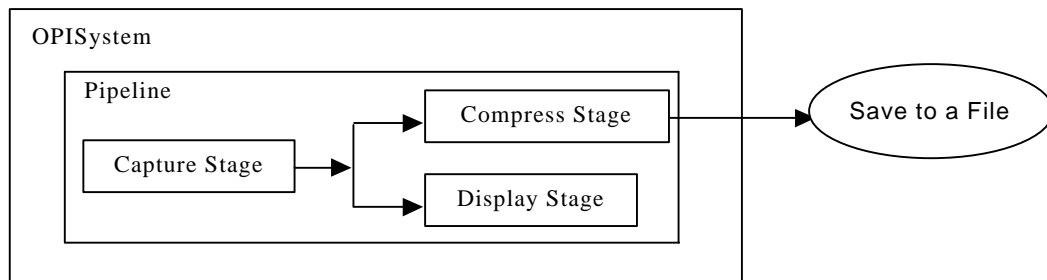 OPISystem
Pipeline
Capture Stage
Compress Stage
Display Stage
Save to a File